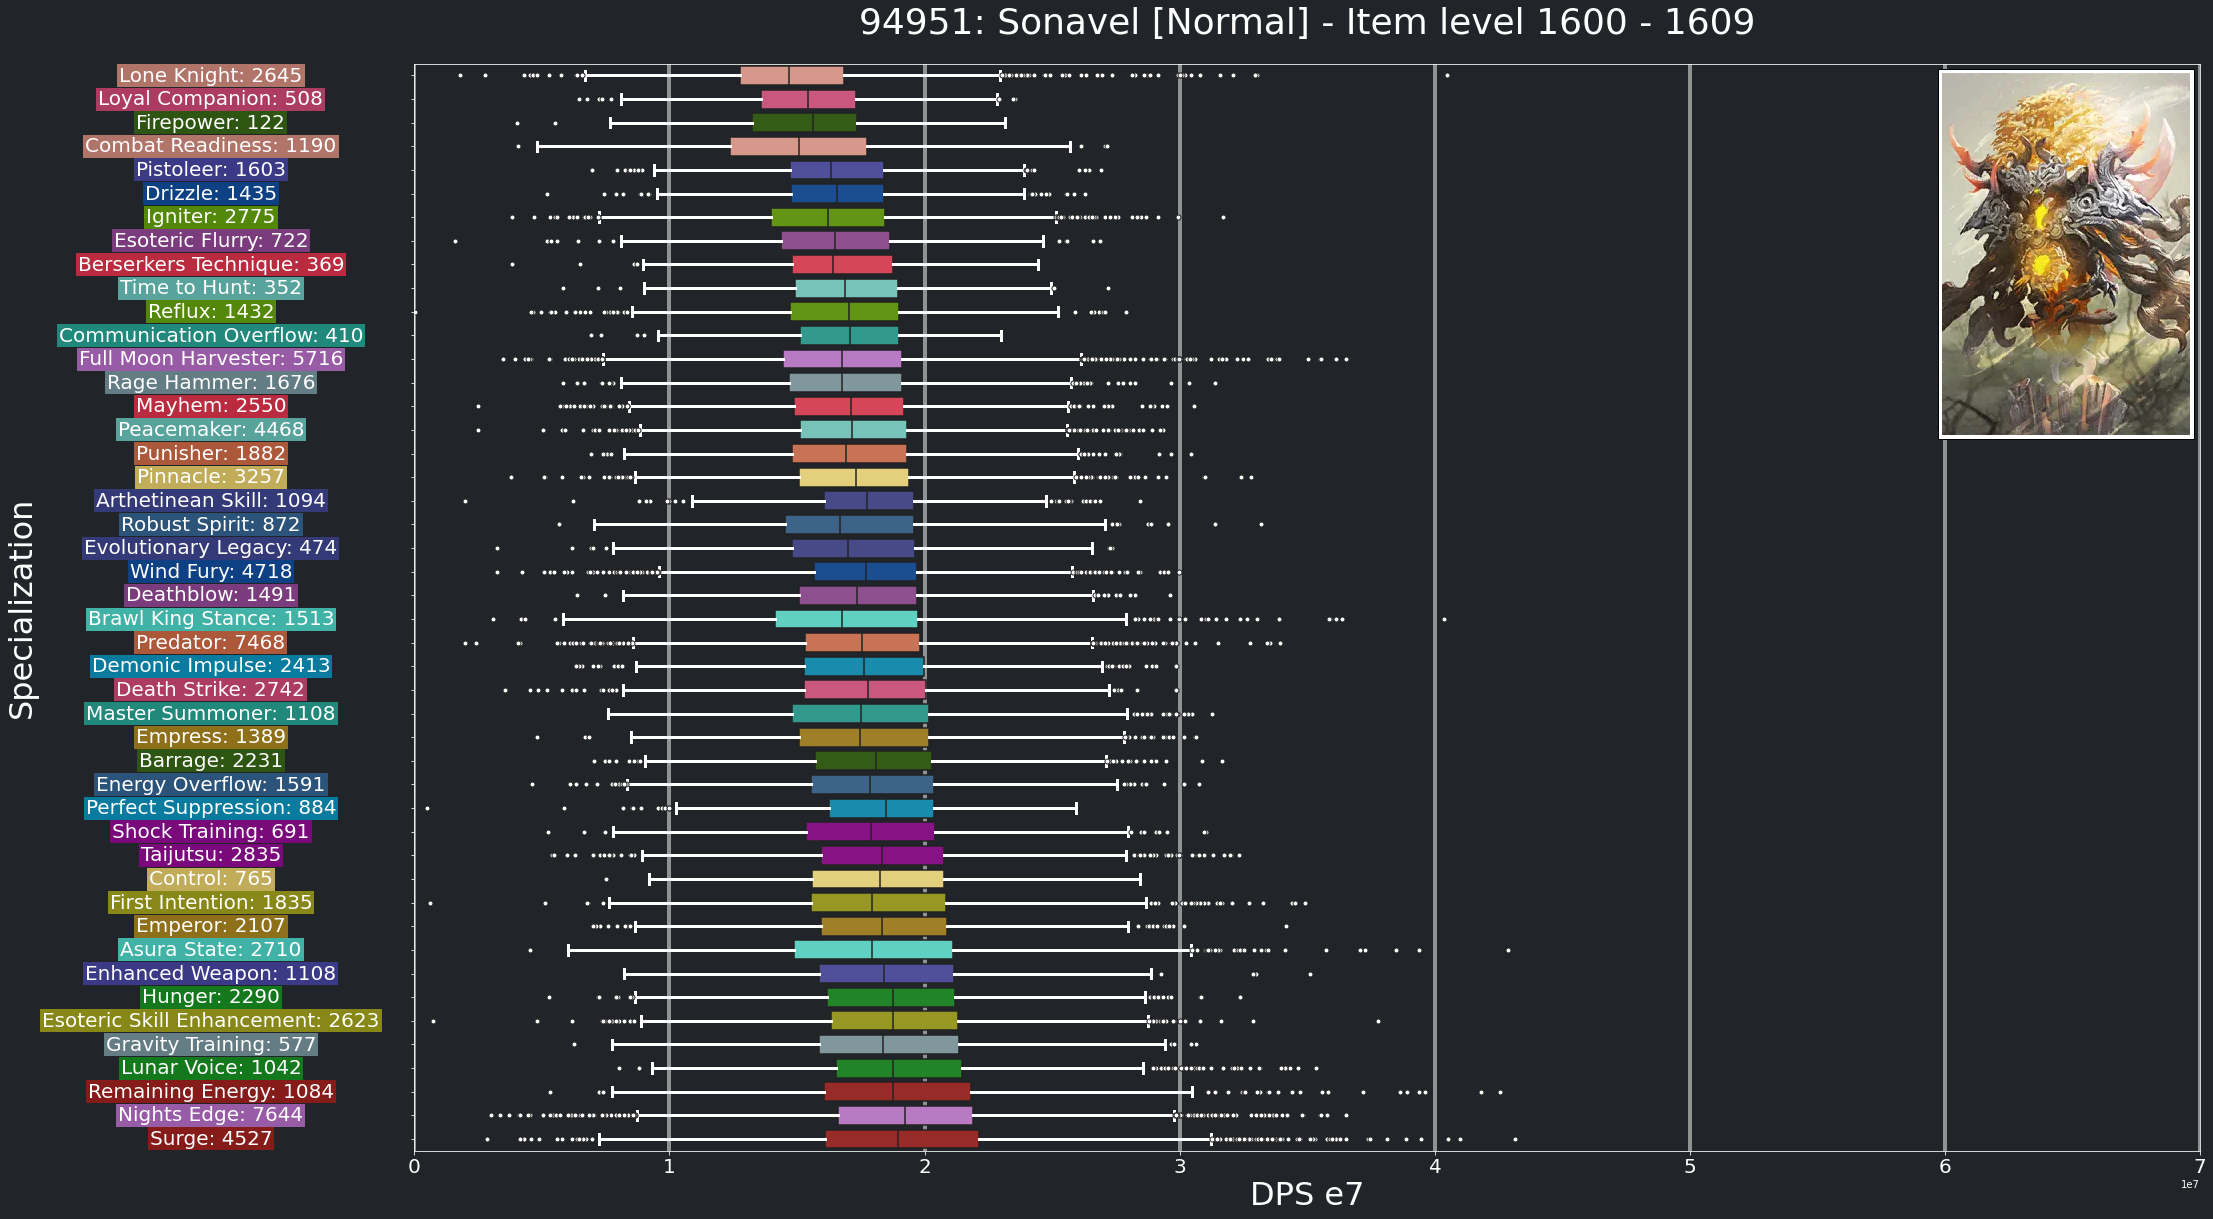 94951: Sonavel [Normal] - Item level 1600 - 1609
Specialization
Lone Knight: 2645
Loyal Companion: 508
Firepower: 122
Combat Readiness: 1190
Pistoleer: 1603
Drizzle: 1435
Igniter: 2775
Esoteric Flurry: 722
Berserkers Technique: 369
Time to Hunt: 352
Reflux: 1432
Communication Overflow: 410
Full Moon Harvester: 5716
Rage Hammer: 1676
Mayhem: 2550
Peacemaker: 4468
Punisher: 1882
Pinnacle: 3257
Arthetinean Skill: 1094
Robust Spirit: 872
Evolutionary Legacy: 474
Wind Fury: 4718
Deathblow: 1491
Brawl King Stance: 1513
Predator: 7468
Demonic Impulse: 2413
Death Strike: 2742
Master Summoner: 1108
Empress: 1389
Barrage: 2231
Energy Overflow: 1591
Perfect Suppression: 884
Shock Training: 691
Taijutsu: 2835
Control: 765
First Intention: 1835
Emperor: 2107
Asura State: 2710
Enhanced Weapon: 1108
Hunger: 2290
Esoteric Skill Enhancement: 2623
Gravity Training: 577
Lunar Voice: 1042
Remaining Energy: 1084
Nights Edge: 7644
Surge: 4527
0 1 2 3 4 5 6 7
1e7
DPS e7